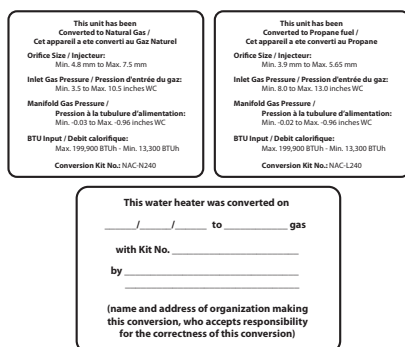 This unit has been
Converted to Natural Gas /
Cet appareil a ete converti au Gaz Naturel
Orifice Size / Injecteur:
Min. 4.8 mm to Max. 7.5 mm
Inlet Gas Pressure / Pression d'entrée du gaz:
Min. 3.5 to Max. 10.5 inches WC
Manifold Gas Pressure /
Pression à la tubulure d'alimentation:
Min. -0.03 to Max. -0.96 inches WC
BTU Input / Debit calorifique:
Max. 199,900 BTUh - Min. 13,300 BTUh
Conversion Kit No.: NAC-N240
This unit has been
Converted to Propane fuel /
Cet appareil a ete converti au Propane
Orifice Size / Injecteur:
Min. 3.9 mm to Max. 5.65 mm
Inlet Gas Pressure / Pression d'entrée du gaz:
Min. 8.0 to Max. 13.0 inches WC
Manifold Gas Pressure /
Pression à la tubulure d'alimentation:
Min. -0.02 to Max. -0.96 inches WC
BTU Input / Debit calorifique:
Max. 199,900 BTUh - Min. 13,300 BTUh
Conversion Kit No.: NAC-L240
This water heater was converted on
______/______/______ to ____________ gas
with Kit No. ________________________
by _________________________________
_________________________________
(name and address of organization making
this conversion, who accepts responsibility
for the correctness of this conversion)